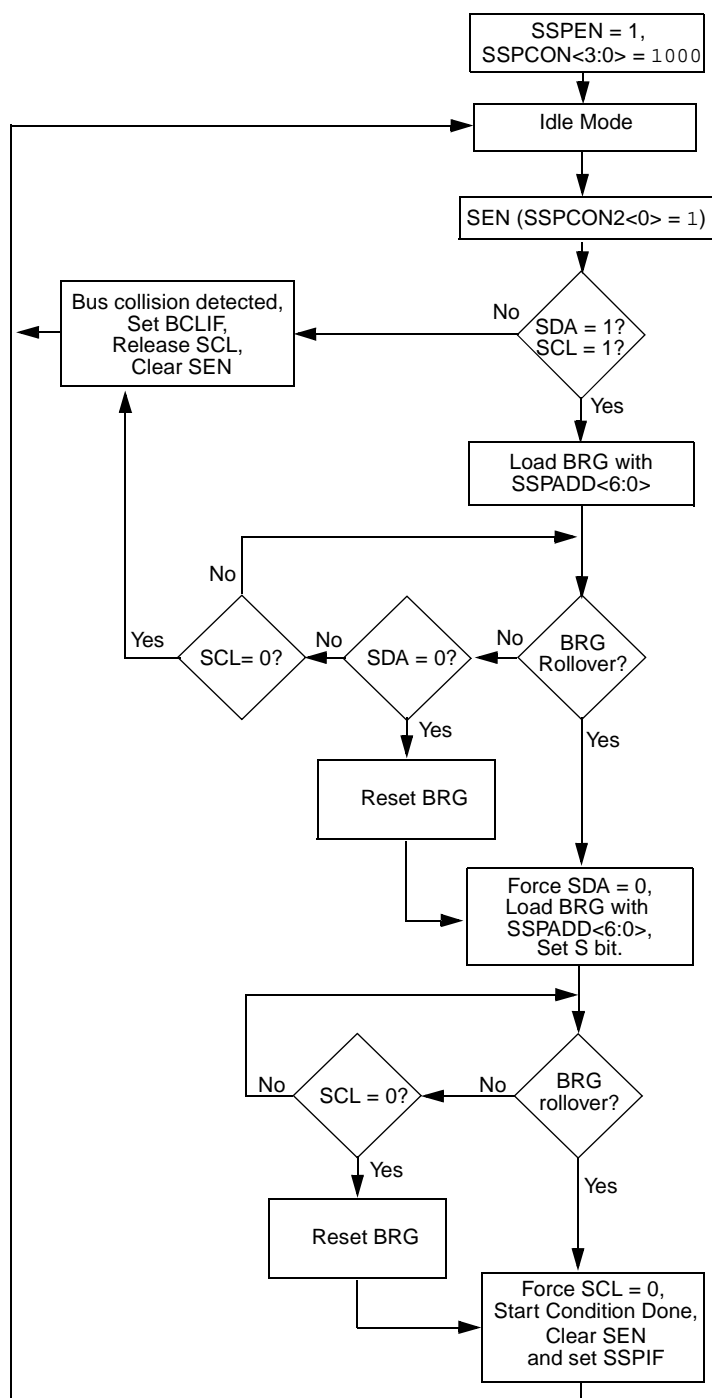 SSPEN = 1,
SSPCON<3:0> = 1000
Idle Mode
SEN (SSPCON2<0> = 1)
Bus collision detected,
Set BCLIF,
Release SCL,
Clear SEN
No
SDA = 1?
SCL = 1?
Yes
Load BRG with
SSPADD<6:0>
No
Yes
SCL= 0?
No
SDA = 0?
No
BRG
Rollover?
Yes
Yes
Reset BRG
Force SDA = 0,
Load BRG with
SSPADD<6:0>,
Set S bit.
No
SCL = 0?
No
BRG
rollover?
Yes
Yes
Reset BRG
Force SCL = 0,
Start Condition Done,
Clear SEN
and set SSPIF